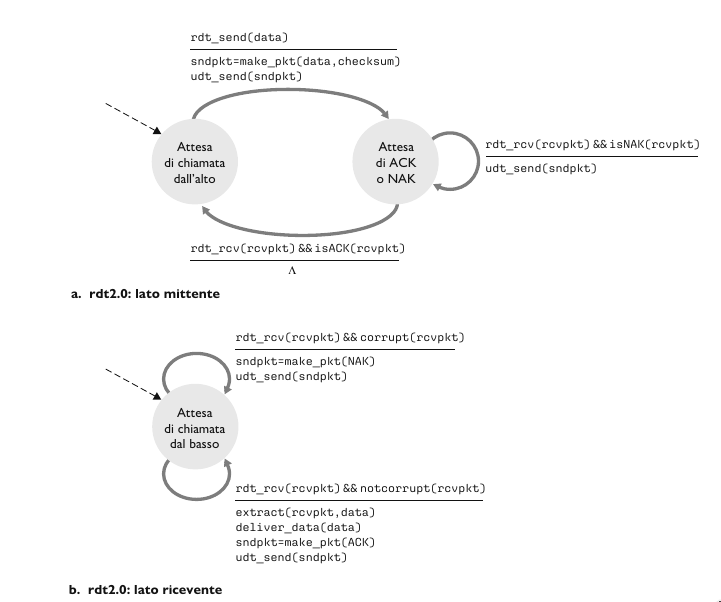 rdt_send(data)
sndpkt=make_pkt(data,checksum)
udt_send(sndpkt)
Attesa
di chiamata
dall'alto
Attesa
di ACK
o NAK
rdt_rcv(rcvpkt) && isNAK(rcvpkt)
udt_send(sndpkt)
rdt_rcv(rcvpkt) && isACK(rcvpkt)
Λ
a. rdt2.0: lato mittente
rdt_rcv(rcvpkt) && corrupt(rcvpkt)
sndpkt=make_pkt(NAK)
udt_send(sndpkt)
Attesa
di chiamata
dal basso
rdt_rcv(rcvpkt) && notcorrupt(rcvpkt)
extract(rcvpkt,data)
deliver_data(data)
sndpkt=make_pkt(ACK)
udt_send(sndpkt)
b. rdt2.0: lato ricevente